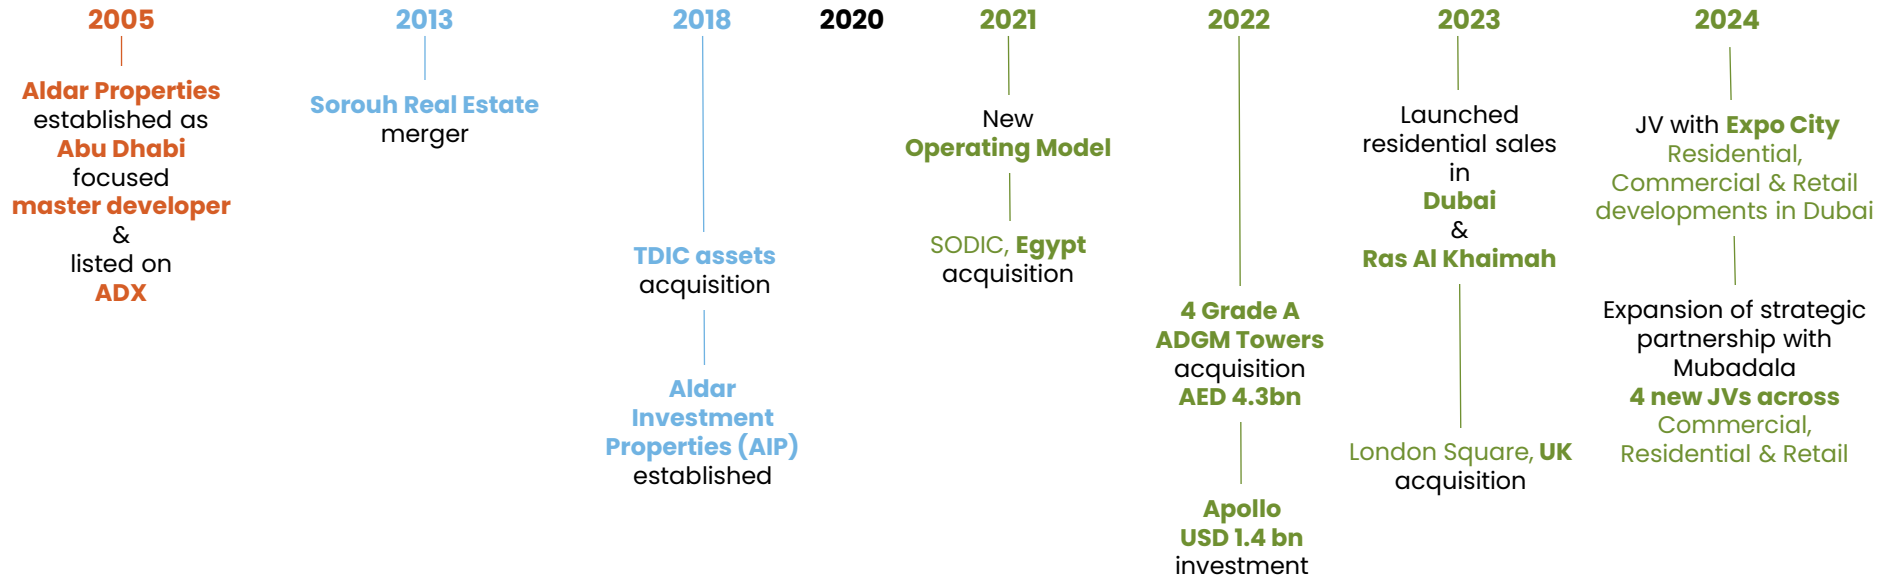 2005
Aldar Properties
established as
Abu Dhabi
focused
master developer
&
listed on
ADX
2013
Sorouh Real Estate
merger
2018
TDIC assets
acquisition
Aldar
Investment
Properties (AIP)
established
2020
2021
New
Operating Model
SODIC, Egypt
acquisition
2022
4 Grade A
ADGM Towers
acquisition
AED 4.3bn
Apollo
USD 1.4 bn
investment
2023
Launched
residential sales
in
Dubai
&
Ras Al Khaimah
London Square, UK
acquisition
2024
JV with Expo City
Residential,
Commercial & Retail
developments in Dubai
Expansion of strategic
partnership with
Mubadala
4 new JVs across
Commercial,
Residential & Retail